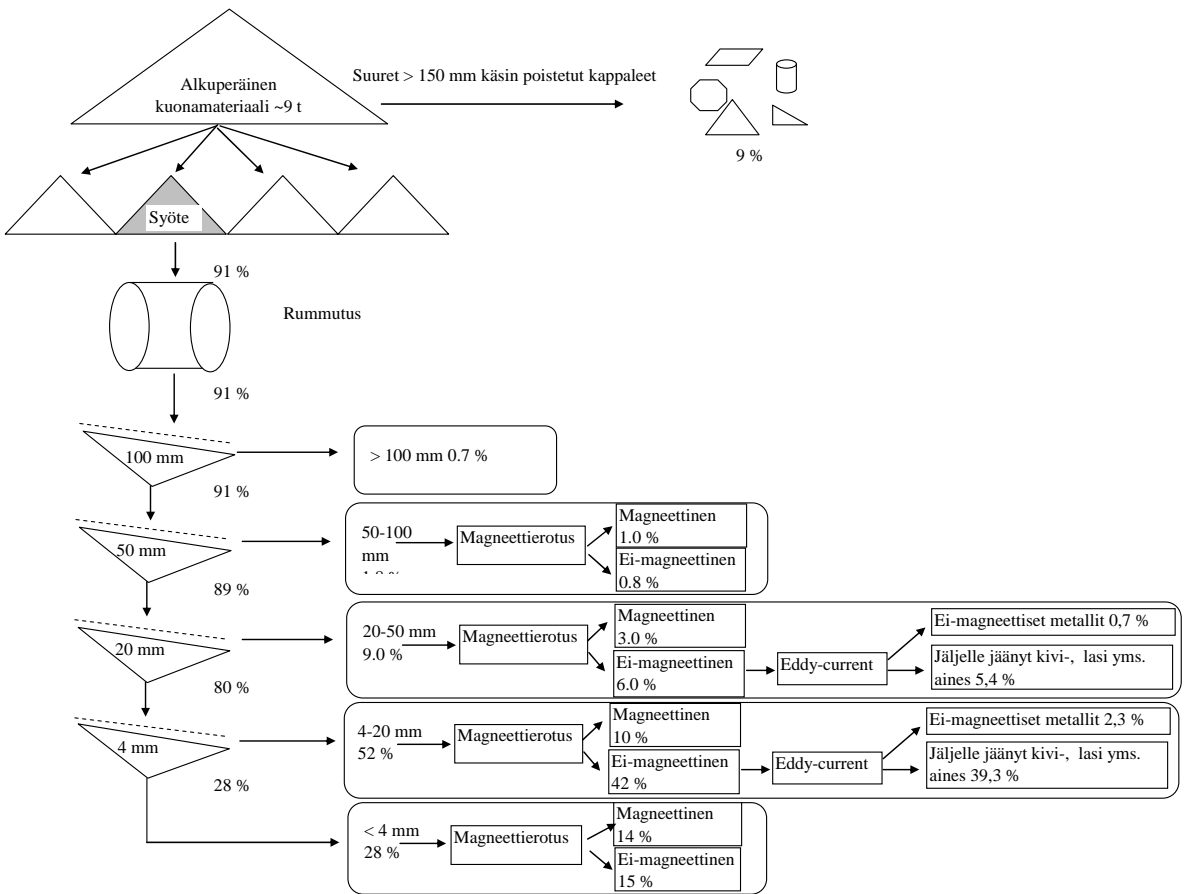 Alkuperäinen
kuonamateriaali ~9 t
Suuret > 150 mm käsin poistetut kappaleet
9 %
Syöte
91 %
Rummutus
91 %
100 mm
> 100 mm 0.7 %
91 %
50 mm
50-100
mm
Magneettierotus
Magneettinen
1.0 %
Ei-magneettinen
0.8 %
89 %
20 mm
20-50 mm
9.0 %
Magneettierotus
Magneettinen
3.0 %
Ei-magneettinen
6.0 %
Eddy-current
Ei-magneettiset metallit 0,7 %
Jäljelle jäänyt kivi-, lasi yms.
aines 5,4 %
80 %
4 mm
4-20 mm
52 %
Magneettierotus
Magneettinen
10 %
Ei-magneettinen
42 %
Eddy-current
Ei-magneettiset metallit 2,3 %
Jäljelle jäänyt kivi-, lasi yms.
aines 39,3 %
28 %
< 4 mm
28 %
Magneettierotus
Magneettinen
14 %
Ei-magneettinen
15 %